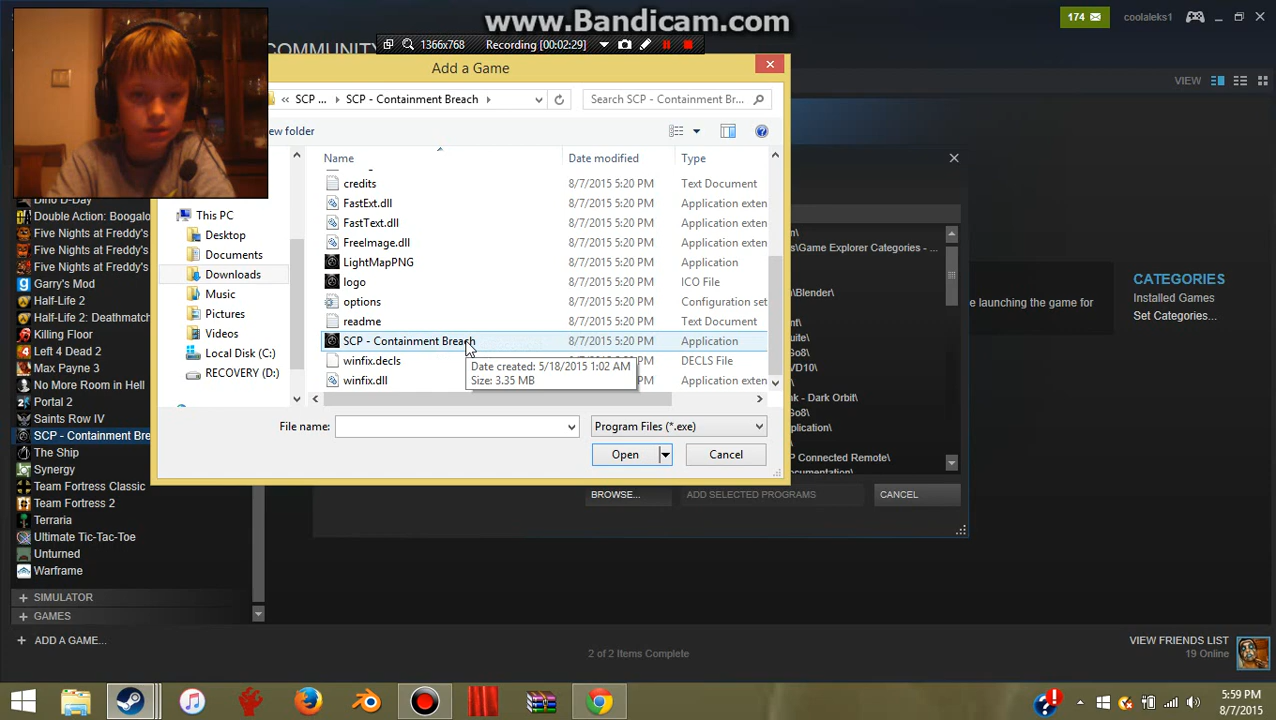 www.Bandicam.com
174
coolaleks1
COMMUNITY
1366x768
Recording [00:02:29]
Add a Game
VIEW
SCP ...
SCP - Containment Breach
Search SCP - Containment Br...
ew folder
Name
Date modified
Type
credits
8/7/2015 5:20 PM
Text Document
FastExt.dll
8/7/2015 5:20 PM
Application exten
FastText.dll
8/7/2015 5:20 PM
Application exten
FreeImage.dll
8/7/2015 5:20 PM
Application exten
LightMapPNG
8/7/2015 5:20 PM
Application
logo
8/7/2015 5:20 PM
ICO File
options
8/7/2015 5:20 PM
Configuration set
readme
8/7/2015 5:20 PM
Text Document
SCP - Containment Breach
8/7/2015 5:20 PM
Application
winfix.decls
DECLS File
winfix.dll
Application exten
Date created: 5/18/2015 1:02 AM
Size: 3.35 MB
This PC
Desktop
Documents
Downloads
Music
Pictures
Videos
Local Disk (C:)
RECOVERY (D:)
File name:
Program Files (*.exe)
Open
Cancel
Dino D-Day
Double Action: Boogalo
Five Nights at Freddy's
Five Nights at Freddy's
Five Nights at Freddy's
Garry's Mod
Half-Life 2
Half-Life 2: Deathmatc
Killing Floor
Left 4 Dead 2
Max Payne 3
No More Room in Hell
Portal 2
Saints Row IV
SCP - Containment Bre
The Ship
Synergy
Team Fortress Classic
Team Fortress 2
Terraria
Ultimate Tic-Tac-Toe
Unturned
Warframe
SIMULATOR
GAMES
ADD A GAME...
Game Explorer Categories - ...
\Blender\
uite\
VD10\
nk - Dark Orbit\
Go8\
pplication\
P Connected Remote\
ocumentation\
BROWSE...
ADD SELECTED PROGRAMS
CANCEL
e launching the game for
CATEGORIES
Installed Games
Set Categories...
2 of 2 Items Complete
VIEW FRIENDS LIST
19 Online
5:59 PM
8/7/2015